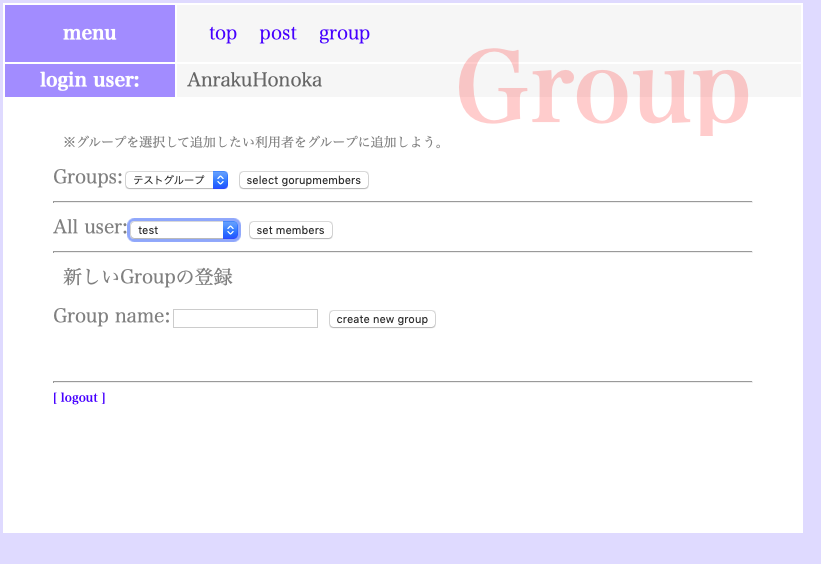 menu top post group
login user: AnrakuHonoka
Group
※グループを選択して追加したい利用者をグループに追加しよう。
Groups: テストグループ select gorupmembers
All user: test set members
新しいGroupの登録
Group name: create new group
[ logout ]